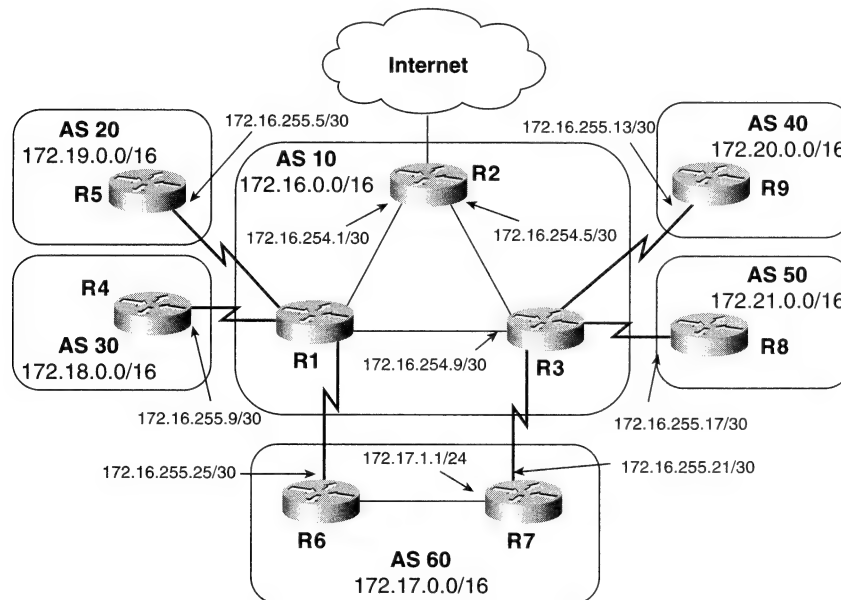 Internet
AS 20
172.19.0.0/16
R5
172.16.255.5/30
AS 10
172.16.0.0/16
R2
172.16.255.13/30
AS 40
172.20.0.0/16
R9
172.16.254.1/30
172.16.254.5/30
R4
AS 30
172.18.0.0/16
R1
172.16.254.9/30
R3
AS 50
172.21.0.0/16
R8
172.16.255.9/30
172.16.255.17/30
172.16.255.25/30
172.17.1.1/24
172.16.255.21/30
R6
R7
AS 60
172.17.0.0/16